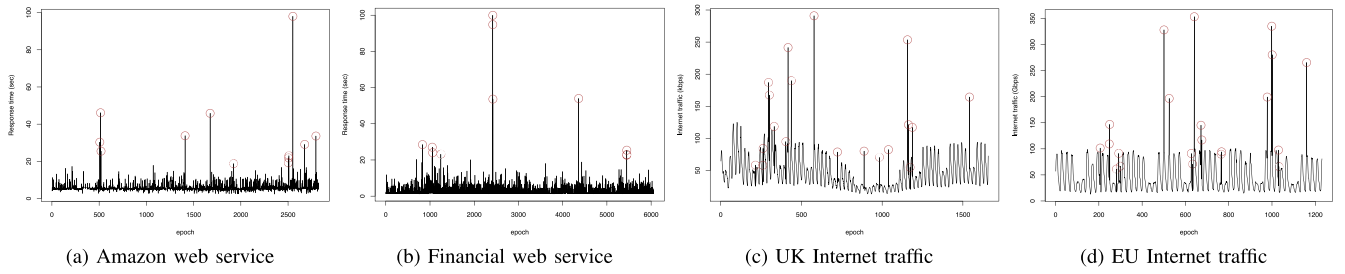 Response time (sec)
0 20 40 60 80 100
0 500 1000 1500 2000 2500
epoch
(a) Amazon web service
Response time (sec)
0 20 40 60 80 100
0 1000 2000 3000 4000 5000 6000
epoch
(b) Financial web service
Internet traffic (kbps)
50 100 150 200 250 300
0 500 1000 1500
epoch
(c) UK Internet traffic
Internet traffic (Gbps)
0 50 100 150 200 250 300 350
0 200 400 600 800 1000 1200
epoch
(d) EU Internet traffic